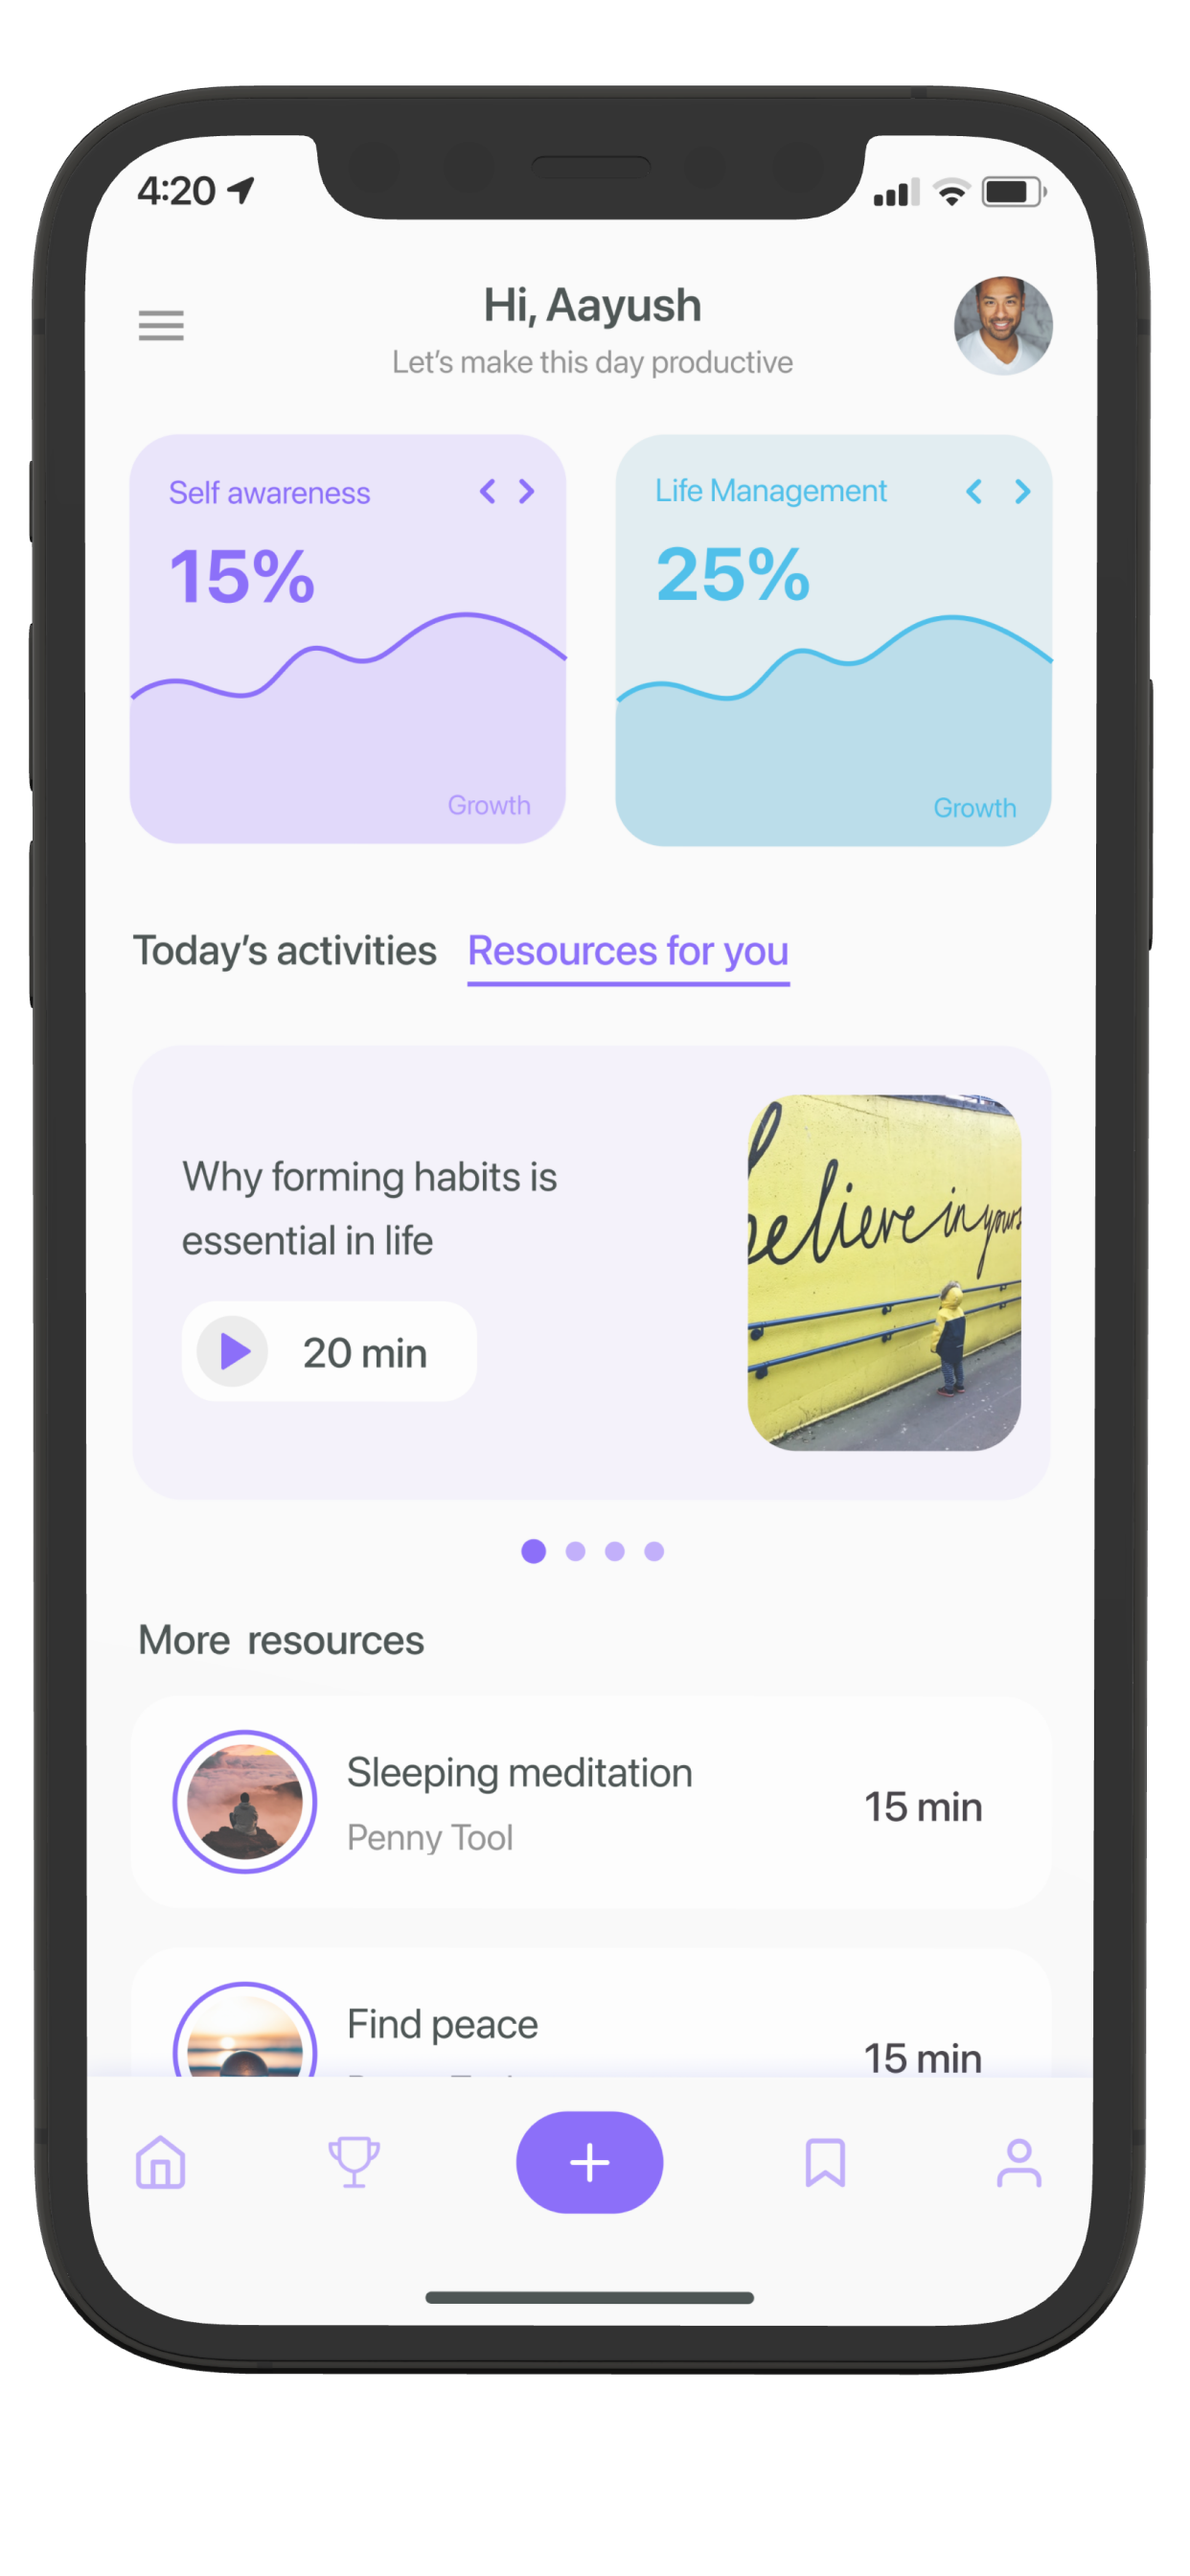 4:20
Hi, Aayush
Let's make this day productive
Self awareness
15%
Growth
Life Management
25%
Growth
Today's activities Resources for you
Why forming habits is
essential in life
20 min
believe in yours
More resources
Sleeping meditation
Penny Tool
15 min
Find peace
15 min